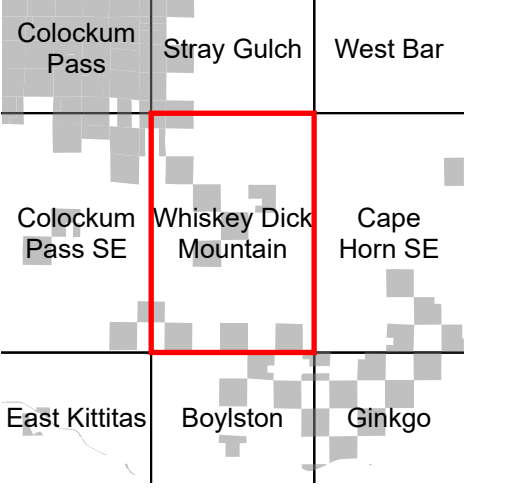 Colockum
Pass
Stray Gulch
West Bar
Colockum
Pass SE
Whiskey Dick
Mountain
Cape
Horn SE
East Kittitas
Boylston
Ginkgo